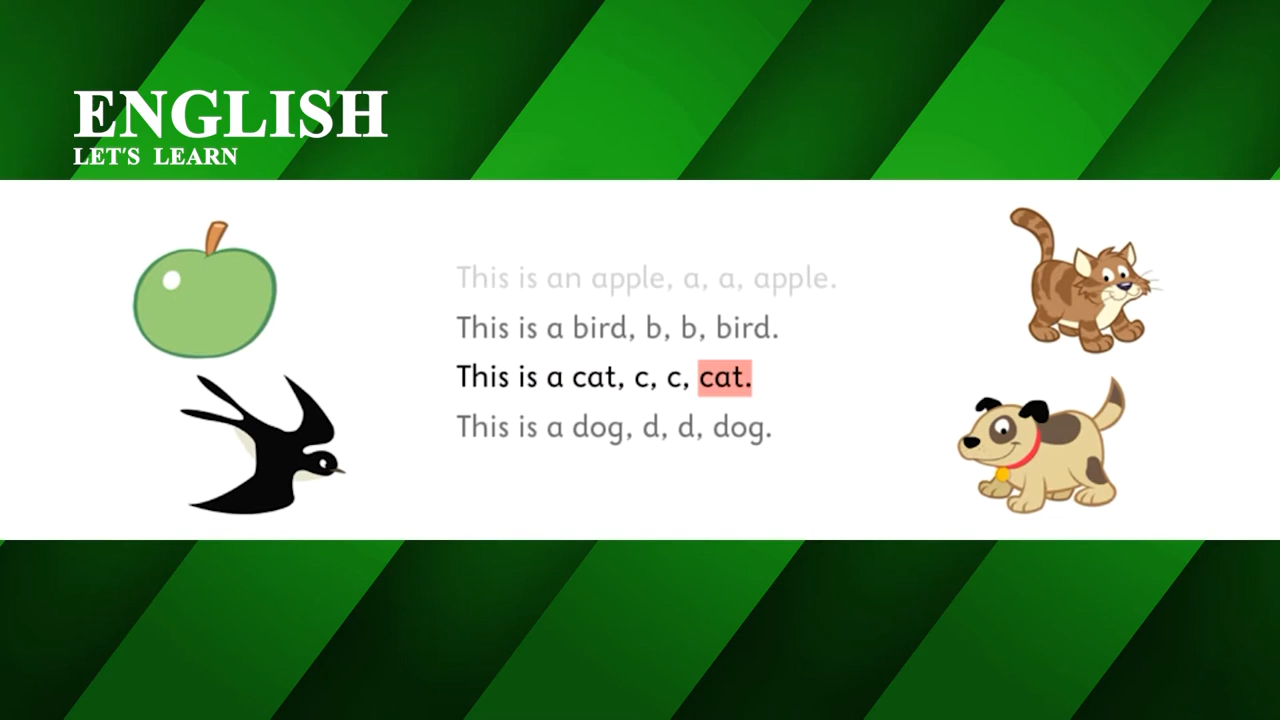 ENGLISH
LET'S LEARN
This is an apple, a, a, apple.
This is a bird, b, b, bird.
This is a cat, c, c, cat.
This is a dog, d, d, dog.